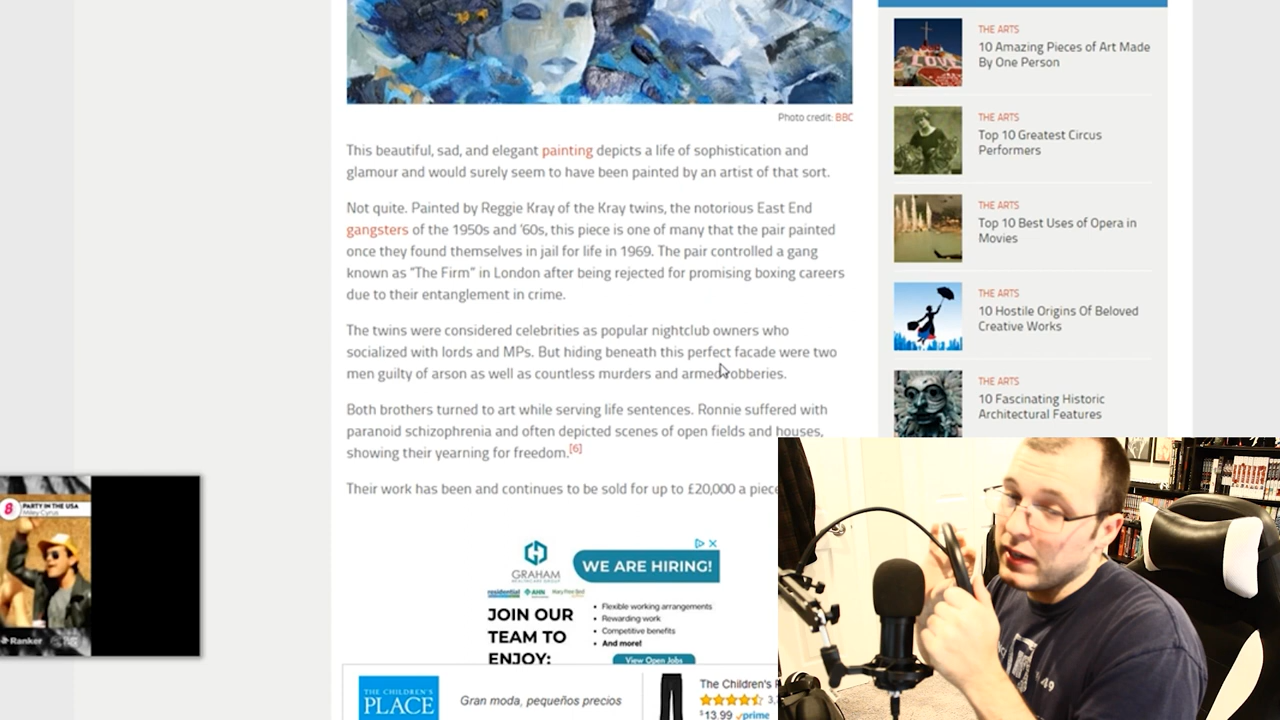 Photo credit: BBC
This beautiful, sad, and elegant painting depicts a life of sophistication and
glamour and would surely seem to have been painted by an artist of that sort.
Not quite. Painted by Reggie Kray of the Kray twins, the notorious East End
gangsters of the 1950s and ’60s, this piece is one of many that the pair painted
once they found themselves in jail for life in 1969. The pair controlled a gang
known as “The Firm” in London after being rejected for promising boxing careers
due to their entanglement in crime.
The twins were considered celebrities as popular nightclub owners who
socialized with lords and MPs. But hiding beneath this perfect facade were two
men guilty of arson as well as countless murders and armed robberies.
Both brothers turned to art while serving life sentences. Ronnie suffered with
paranoid schizophrenia and often depicted scenes of open fields and houses,
showing their yearning for freedom.[6]
Their work has been and continues to be sold for up to £20,000 a piece
THE ARTS
10 Amazing Pieces of Art Made
By One Person
THE ARTS
Top 10 Greatest Circus
Performers
THE ARTS
Top 10 Best Uses of Opera in
Movies
THE ARTS
10 Hostile Origins Of Beloved
Creative Works
THE ARTS
10 Fascinating Historic
Architectural Features
LOVE
8
PARTY IN THE USA
Miley Cyrus
Ranker
GRAHAM
HEALTHCARE GROUP
residential
AHN
Mary Free Bed
WE ARE HIRING!
JOIN OUR
TEAM TO
ENJOY:
• Flexible working arrangements
• Rewarding work
• Competitive benefits
• And more!
View Open Jobs
THE CHILDREN'S
PLACE
Gran moda, pequeños precios
The Children's
$13.99 prime
49